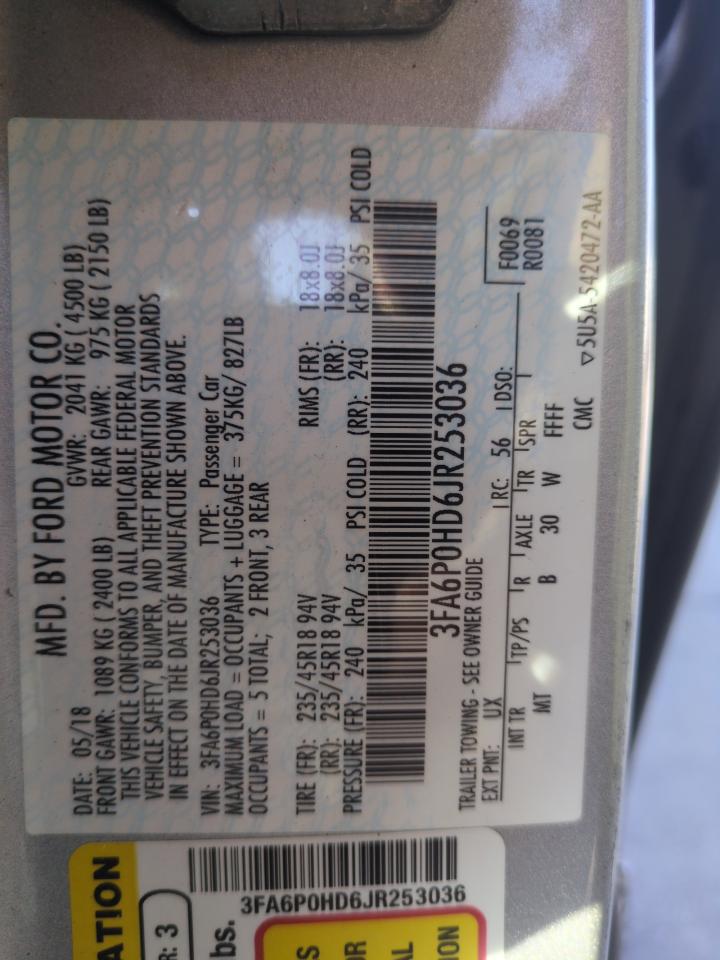 MFD. BY FORD MOTOR CO.
DATE: 05/18 GVWR: 2041 KG ( 4500 LB)
FRONT GAWR: 1089 KG ( 2400 LB) REAR GAWR: 975 KG ( 2150 LB)
THIS VEHICLE CONFORMS TO ALL APPLICABLE FEDERAL MOTOR
VEHICLE SAFETY, BUMPER, AND THEFT PREVENTION STANDARDS
IN EFFECT ON THE DATE OF MANUFACTURE SHOWN ABOVE.
VIN: 3FA6P0HD6JR253036 TYPE: Passenger Car
MAXIMUM LOAD = OCCUPANTS + LUGGAGE = 375KG/ 827LB
OCCUPANTS = 5 TOTAL; 2 FRONT, 3 REAR
TIRE (FR): 235/45R18 94V RIMS (FR): 18x8.0J
(RR): 235/45R18 94V (RR): 18x8.0J
PRESSURE (FR): 240 kPa/ 35 PSI COLD (RR): 240 kPa/ 35 PSI COLD
3FA6P0HD6JR253036
TRAILER TOWING - SEE OWNER GUIDE
EXT PNT: UX RC: 56 DSO: F0069
R0081
INT TR TP/PS R AXLE TR SPR
MT B 30 W FFFF
CMC ▽5U5A-5420472-AA
3FA6P0HD6JR253036
ATION
R: 3
bs.
S
OR
AL
ION